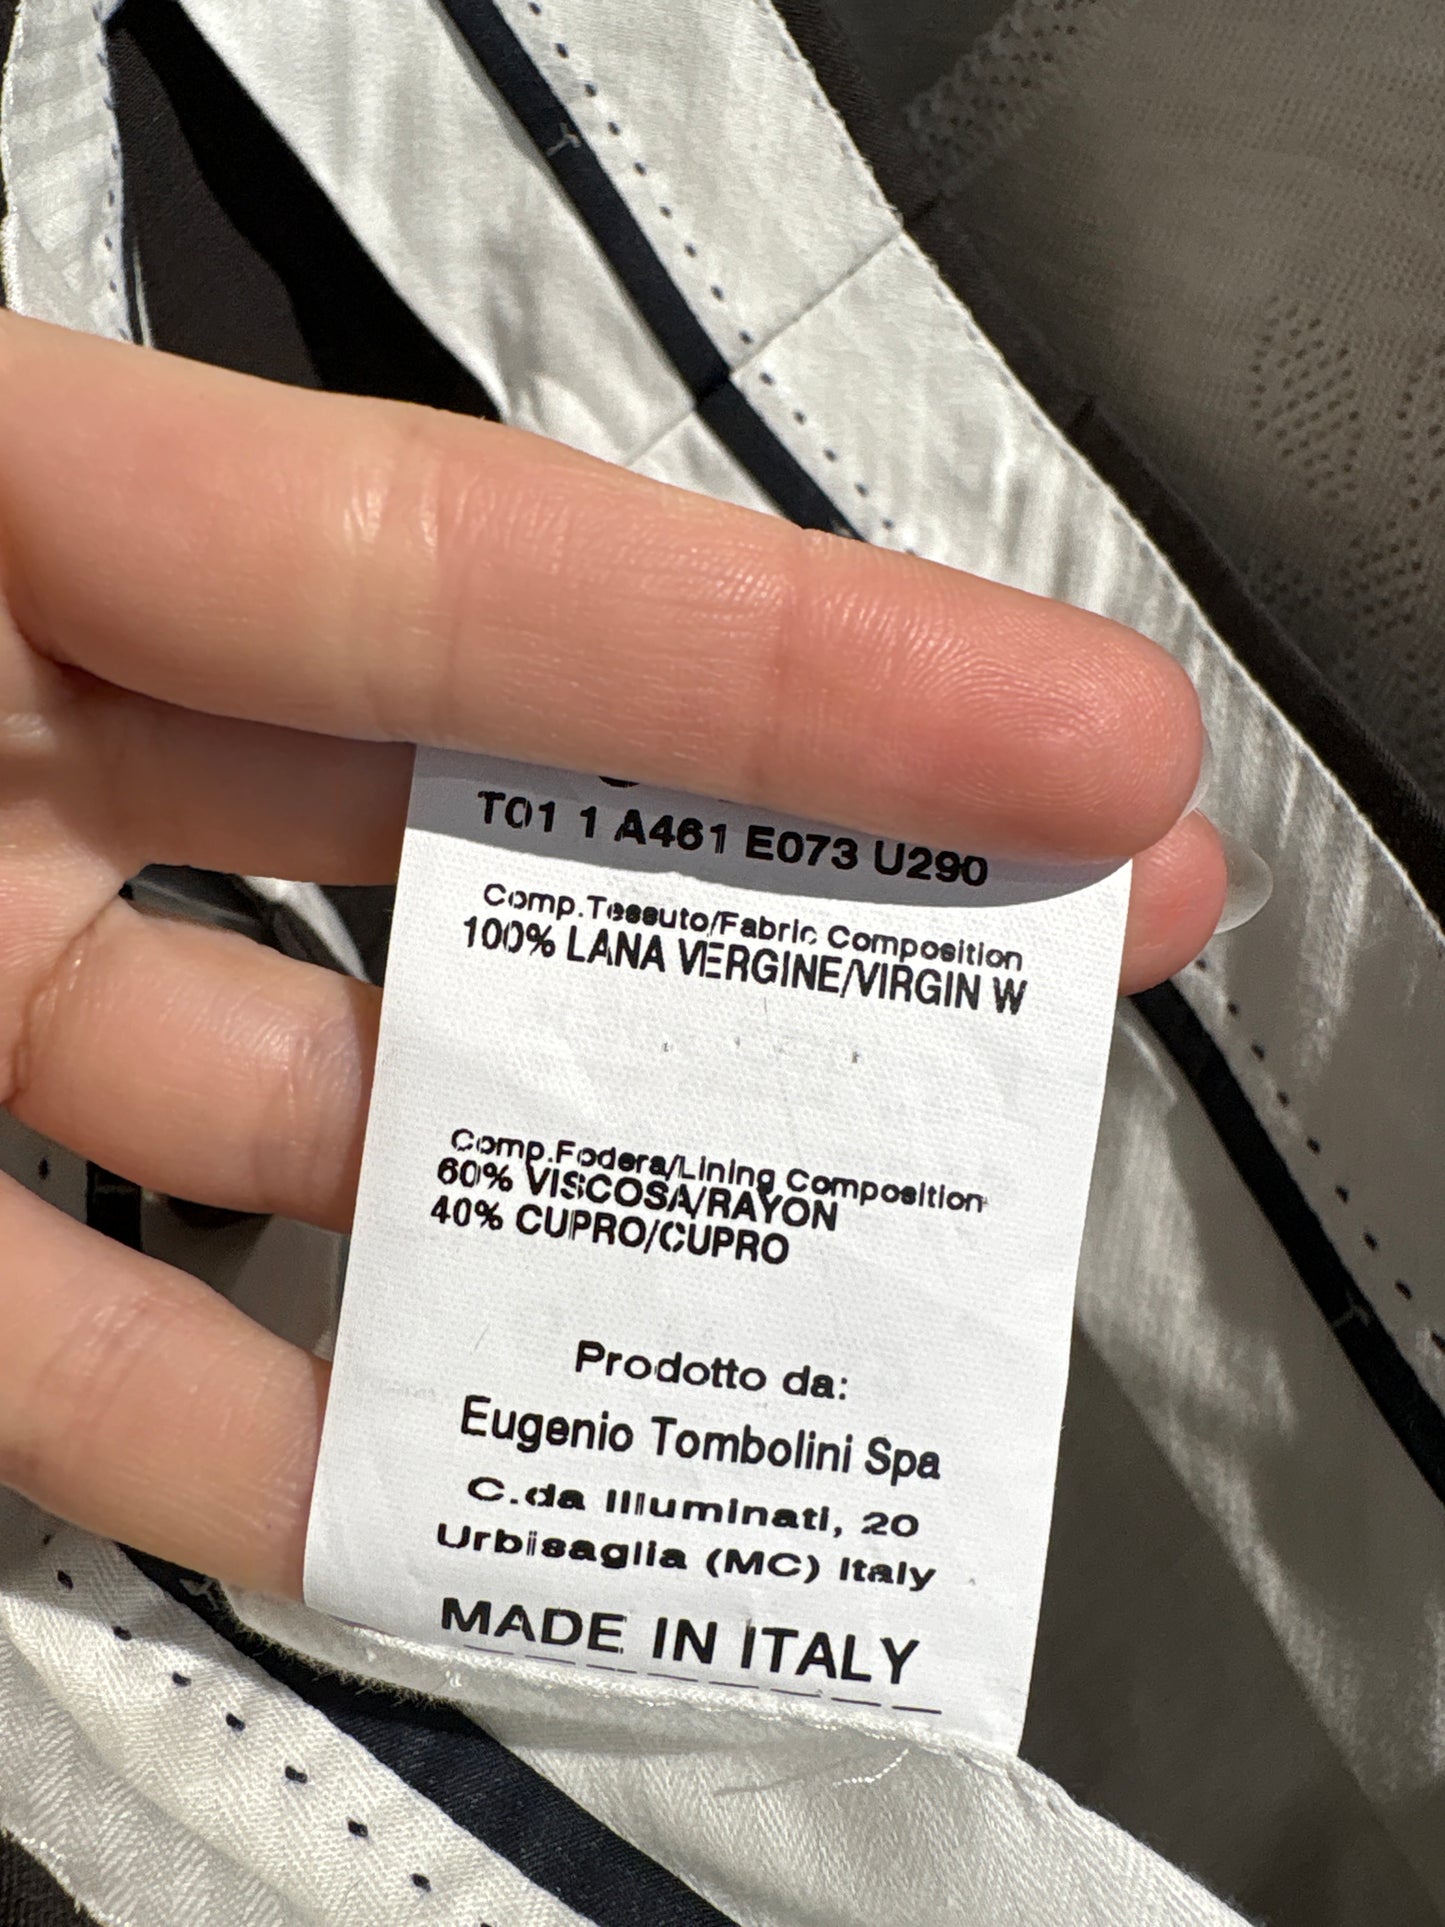 T01 1 A461 E073 U290
Comp.Tessuto/Fabric Composition
100% LANA VERGINE/VIRGIN W
Comp.Fodera/Lining Composition
60% VISCOSA/RAYON
40% CUPRO/CUPRO
Prodotto da:
Eugenio Tombolini Spa
C.da Illuminati, 20
Urbisaglia (MC) Italy
MADE IN ITALY